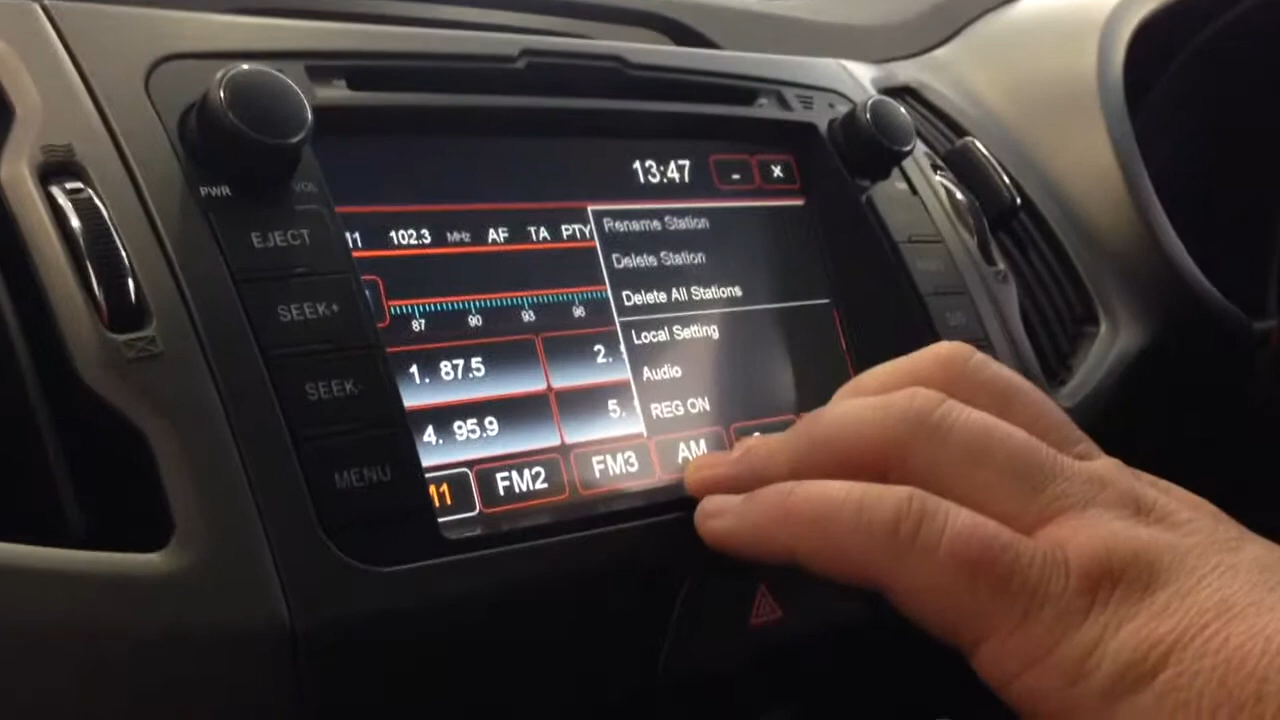 13:47 - X
PWR VOL
EJECT
SEEK+
SEEK-
MENU
102.3 MHz AF TA PTY
87 90 93 96
1. 87.5 2.
4. 95.9 5.
FM2 FM3 AM
Rename Station
Delete Station
Delete All Stations
Local Setting
Audio
REG ON